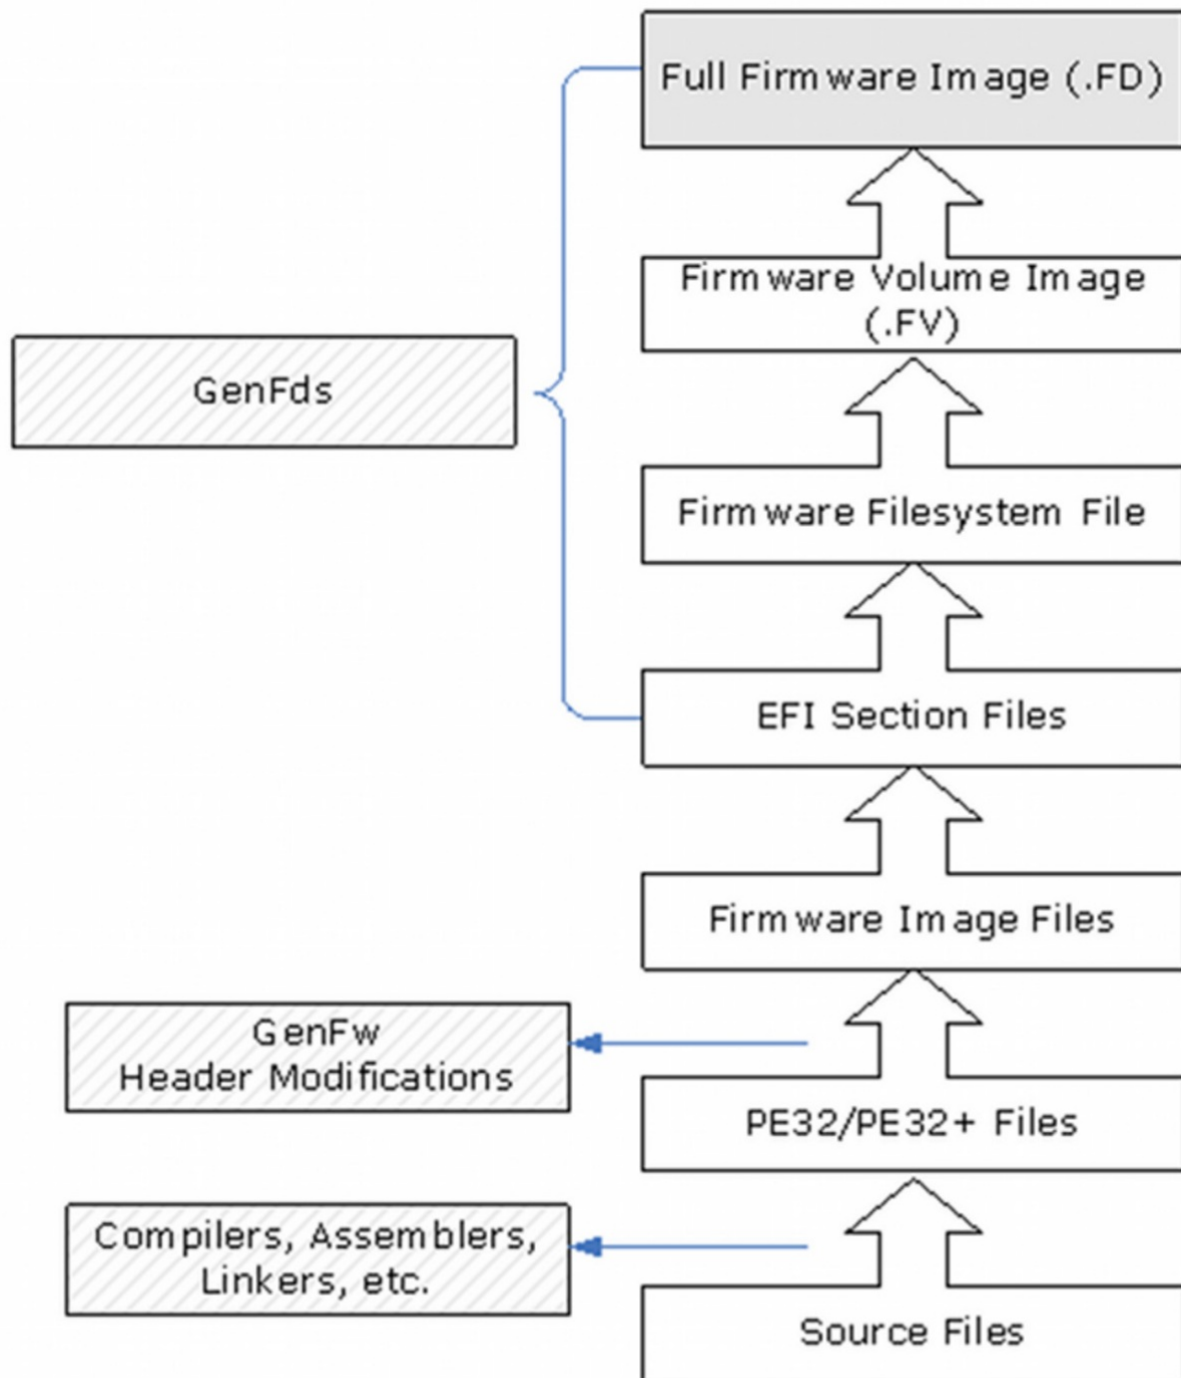 Full Firmware Image (.FD)
Firmware Volume Image
(.FV)
GenFds
Firmware Filesystem File
EFI Section Files
Firmware Image Files
GenFw
Header Modifications
PE32/PE32+ Files
Compilers, Assemblers,
Linkers, etc.
Source Files